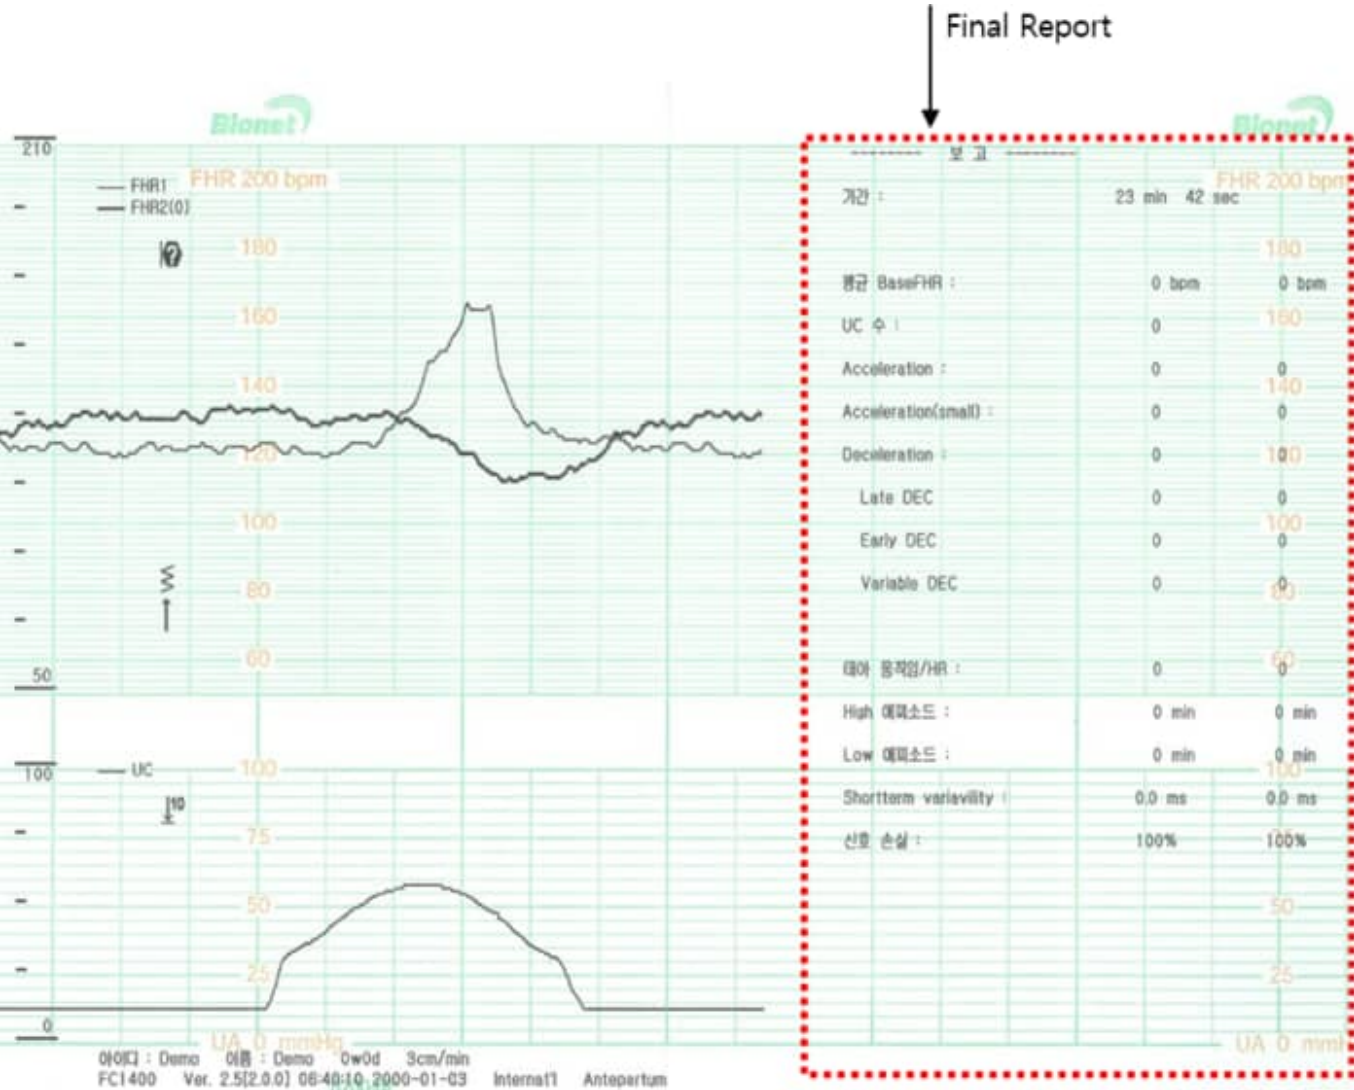 Final Report
Bionet
Bionet
210
FHR1
FHR2(0)
FHR 200 bpm
180
160
140
120
100
80
60
50
100
UC
100
10
75
50
25
0
UA 0 mmHg
아이디 : Demo 이름 : Demo 0w0d 3cm/min
FC1400 Ver. 2.5[2.0.0] 06:40:10 2000-01-03 Internat'l Antepartum
-------- 보 고 --------
FHR 200 bpm
기간 : 23 min 42 sec
180
평균 BaseFHR : 0 bpm 0 bpm
UC 수 : 0
160
Acceleration : 0 0
140
Acceleration(small) : 0 0
Deceleration : 0 0
120
Late DEC 0 0
100
Early DEC 0 0
Variable DEC 0 0
80
태아 움직임/HR : 0 0
60
High 에피소드 : 0 min 0 min
Low 에피소드 : 0 min 0 min
100
Shortterm variavility : 0.0 ms 0.0 ms
신호 손실 : 100% 100%
75
50
25
UA 0 mmH